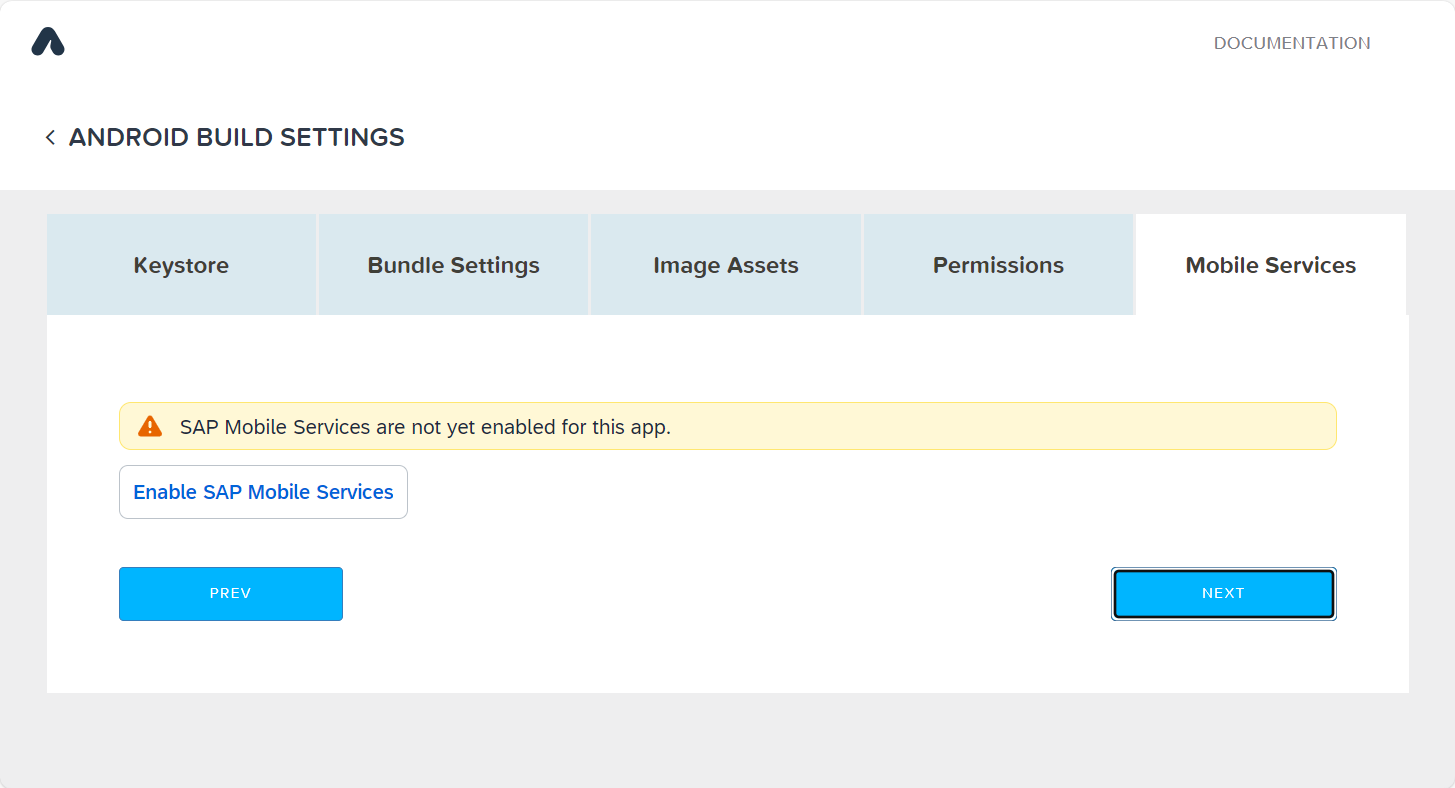 DOCUMENTATION
ANDROID BUILD SETTINGS
Keystore
Bundle Settings
Image Assets
Permissions
Mobile Services
SAP Mobile Services are not yet enabled for this app.
Enable SAP Mobile Services
PREV
NEXT